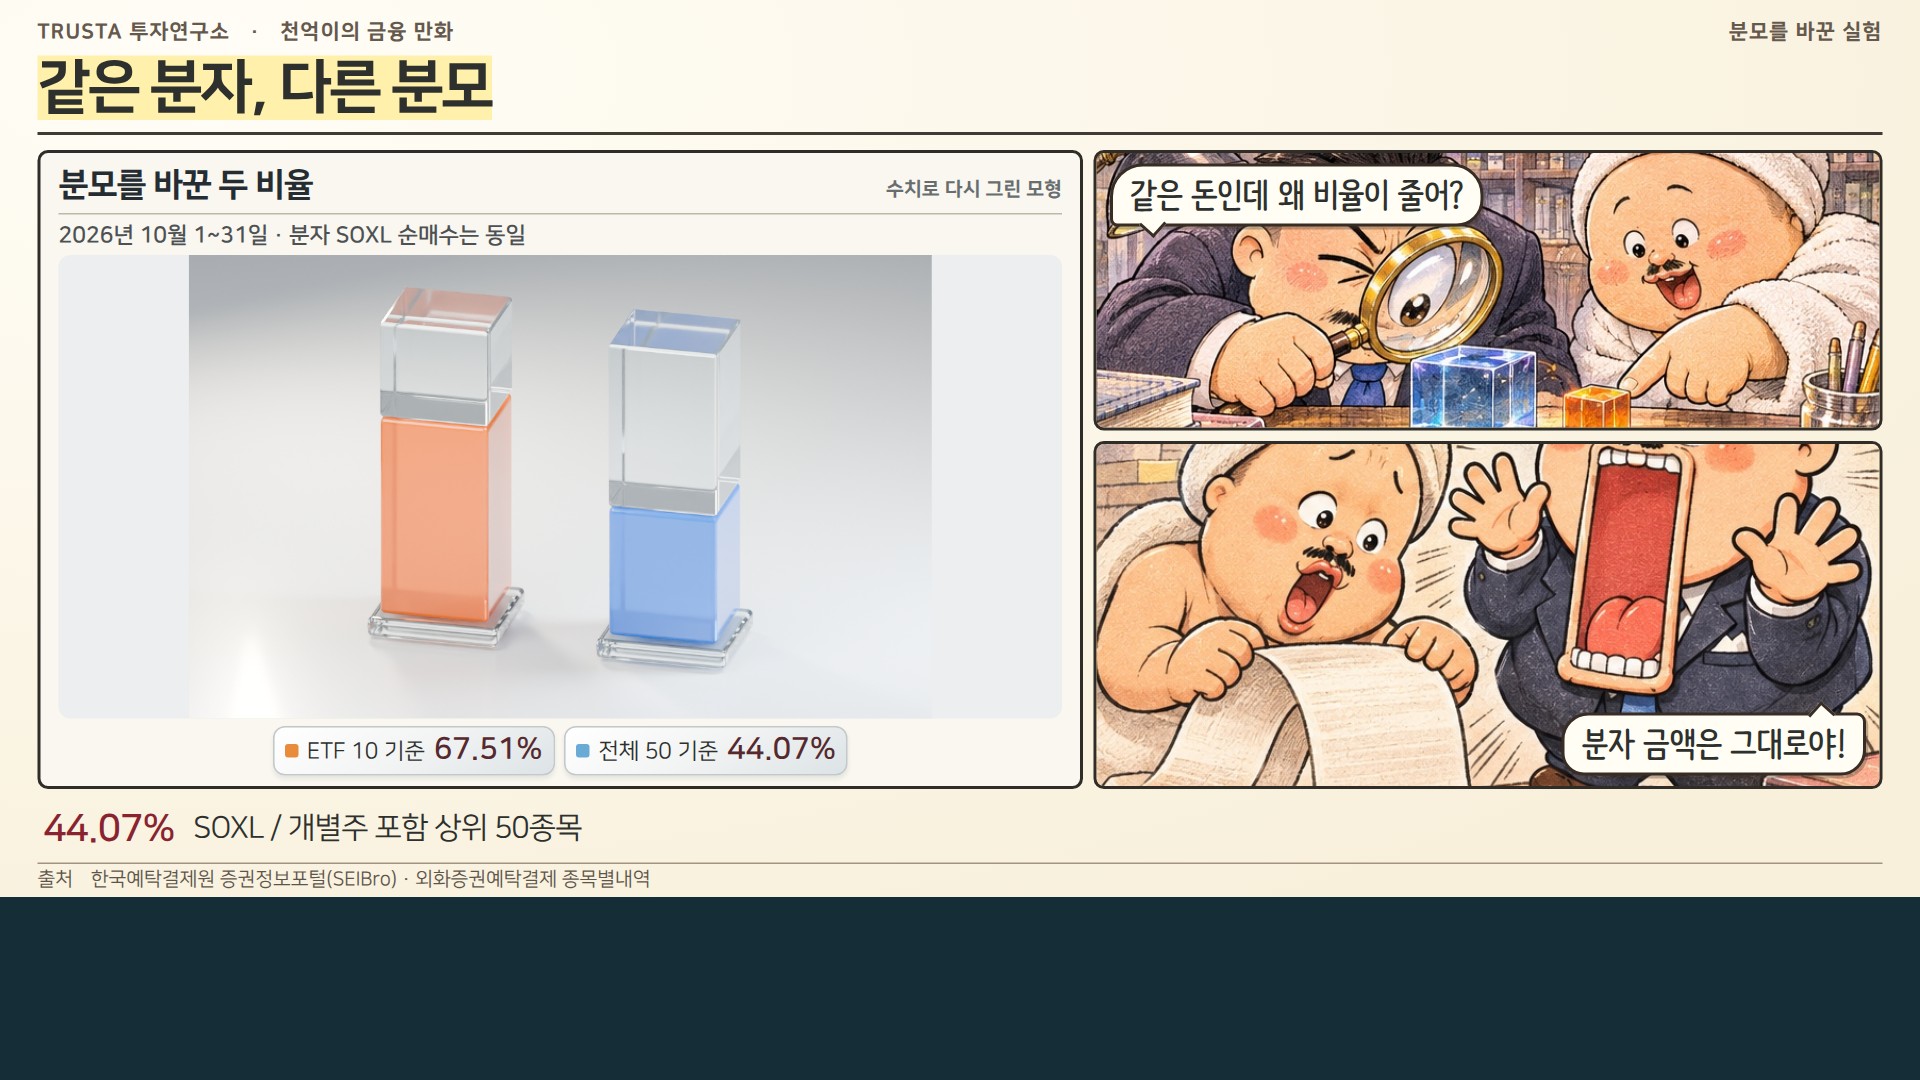 TRUSTA 투자연구소 · 천억이의 금융 만화
분모를 바꾼 실험
같은 분자, 다른 분모
분모를 바꾼 두 비율
수치로 다시 그린 모형
2026년 10월 1~31일 · 분자 SOXL 순매수는 동일
ETF 10 기준 67.51%
전체 50 기준 44.07%
같은 돈인데 왜 비율이 줄어?
분자 금액은 그대로야!
44.07% SOXL / 개별주 포함 상위 50종목
출처 한국예탁결제원 증권정보포털(SEIBro) · 외화증권예탁결제 종목별내역